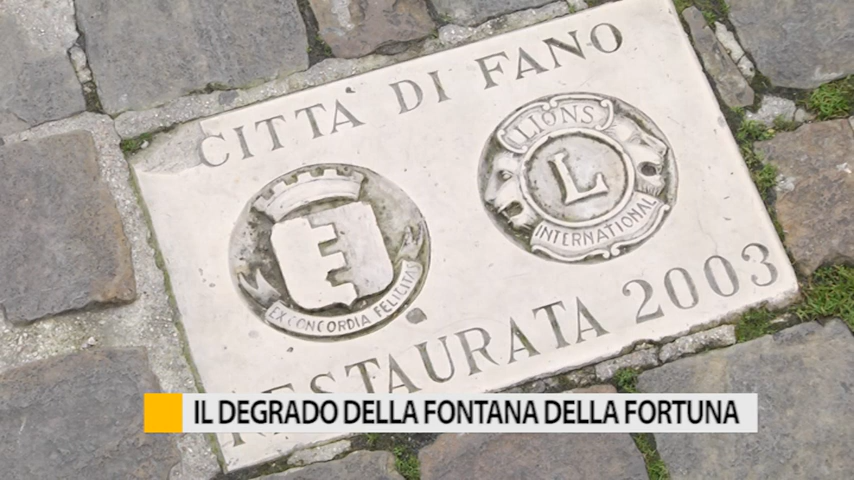 CITTÀ DI FANO
LIONS
L
INTERNATIONAL
EX CONCORDIA FELICITAS
RESTAURATA 2003
IL DEGRADO DELLA FONTANA DELLA FORTUNA